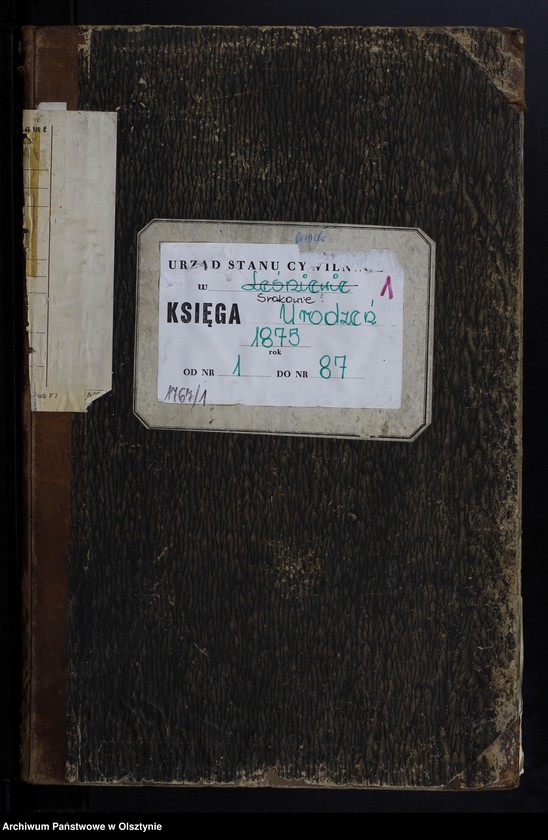 URZĄD STANU CYWILNEGO
w Leśnienie 1
Srokowie!
KSIĘGA Urodzeń
1875
rok
OD NR 1 DO NR 87
1767/1
Archiwum Państwowe w Olsztynie